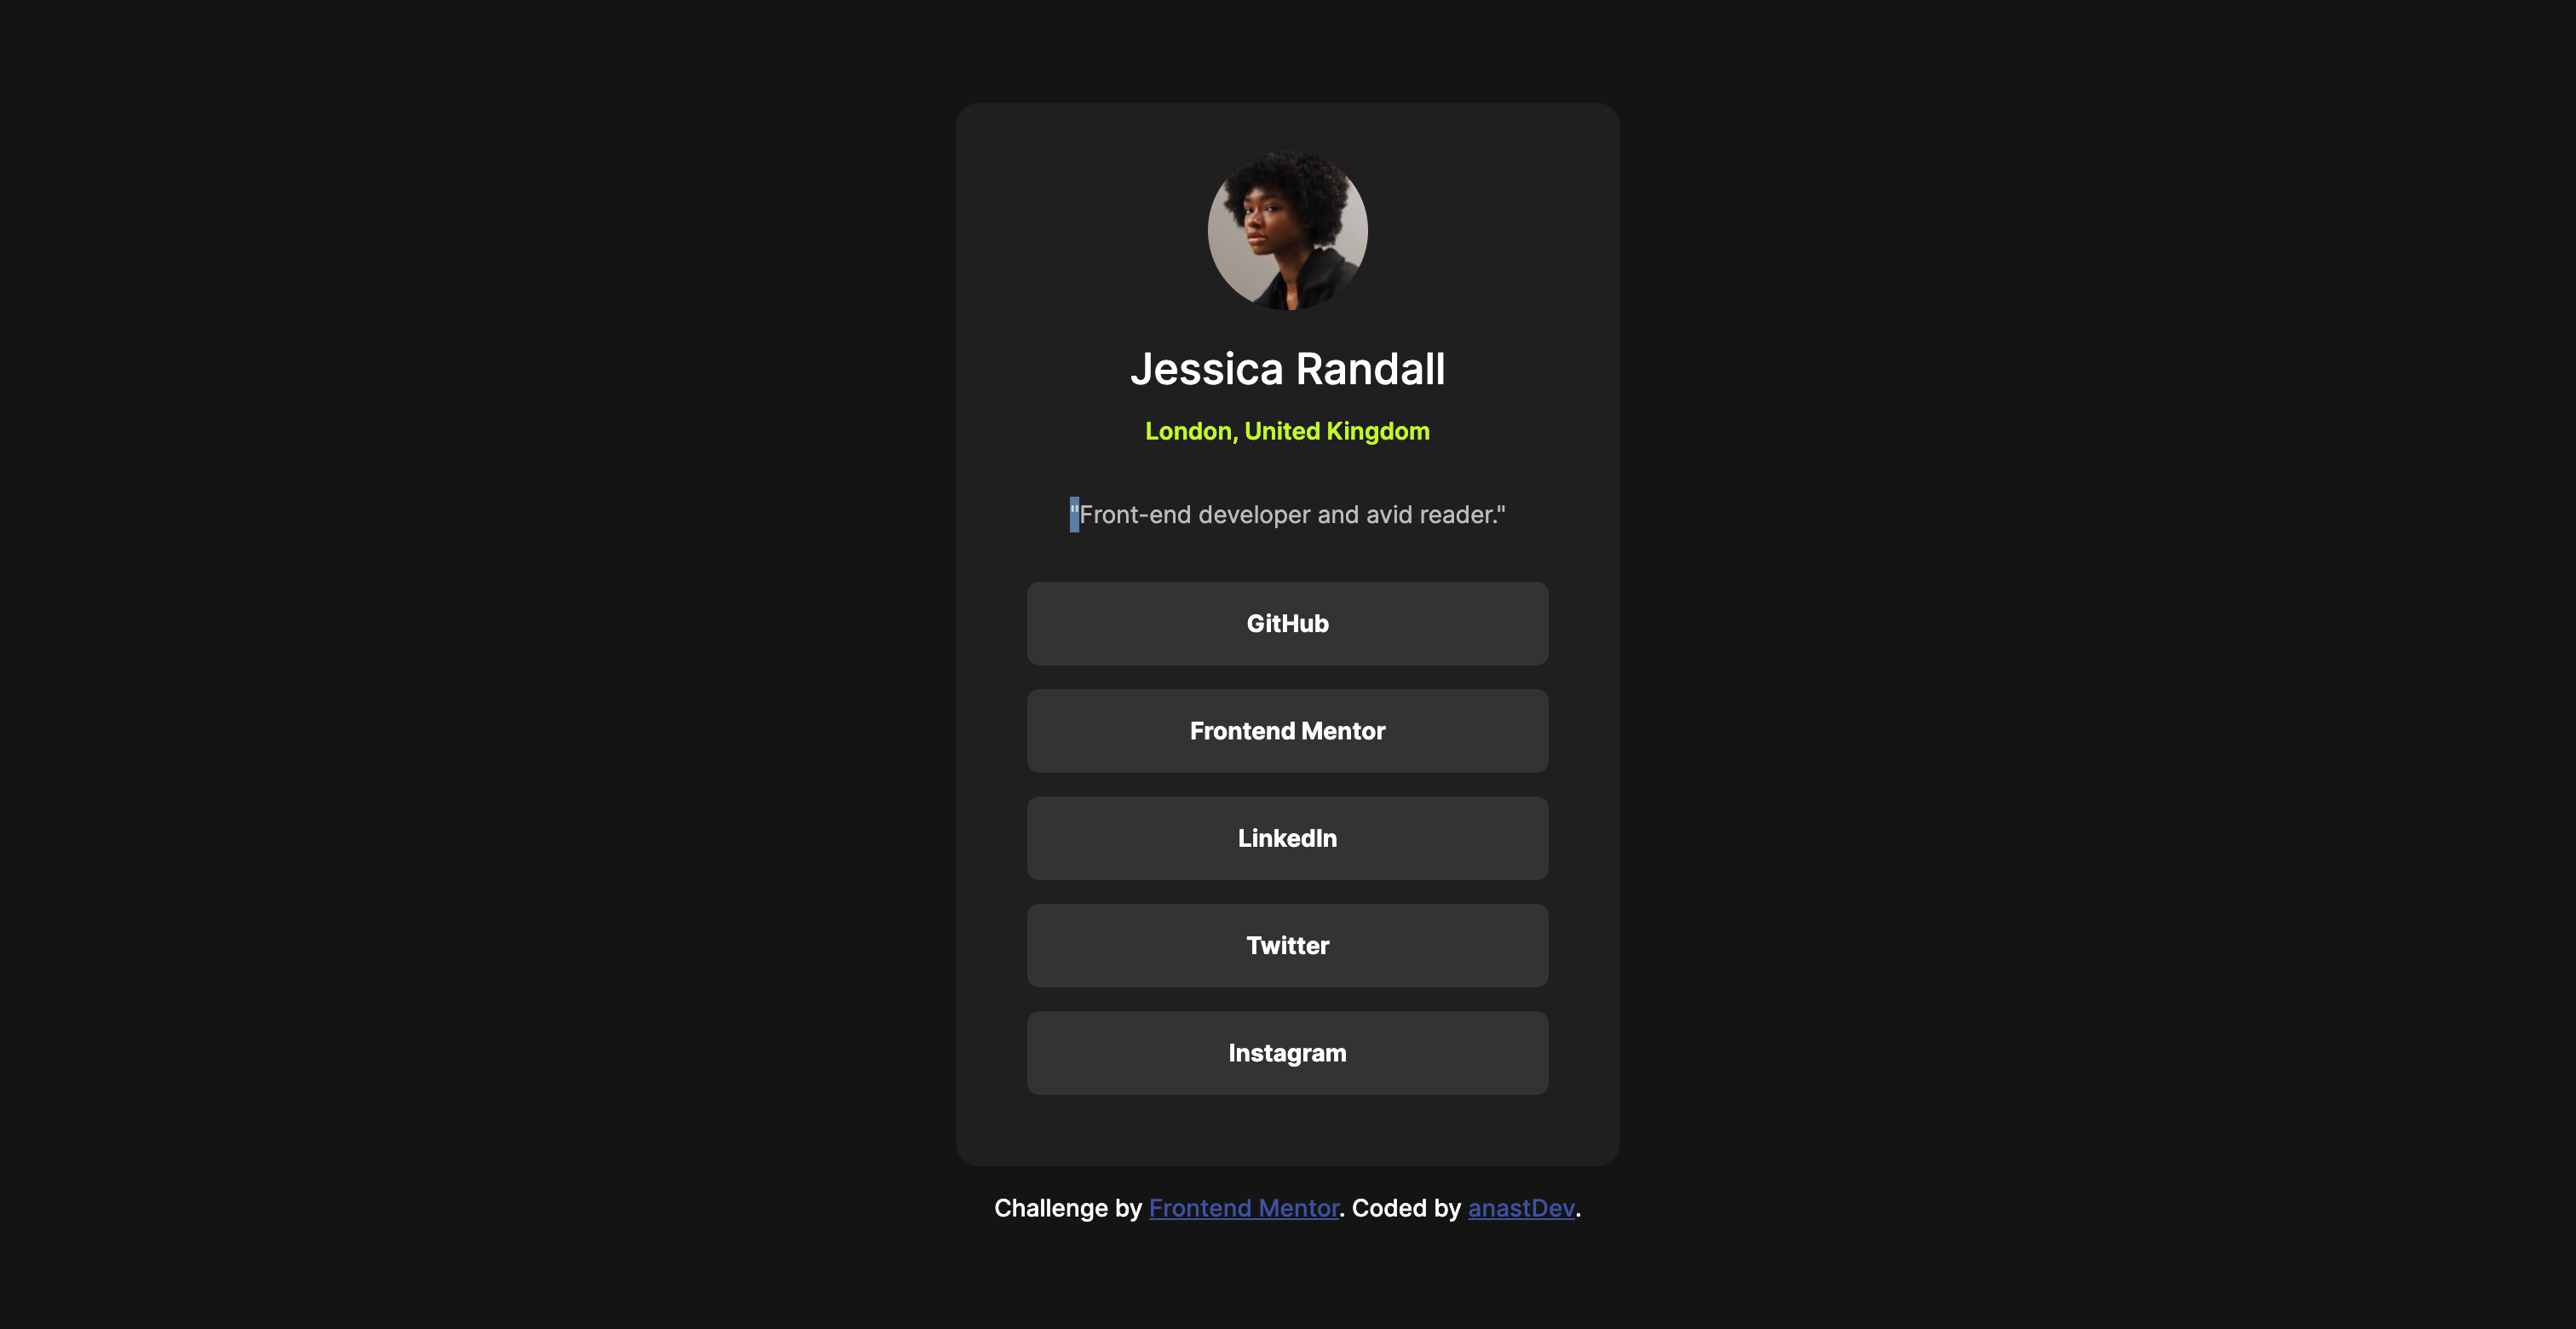 Jessica Randall
London, United Kingdom
"Front-end developer and avid reader."
GitHub
Frontend Mentor
LinkedIn
Twitter
Instagram
Challenge by Frontend Mentor. Coded by anastDev.